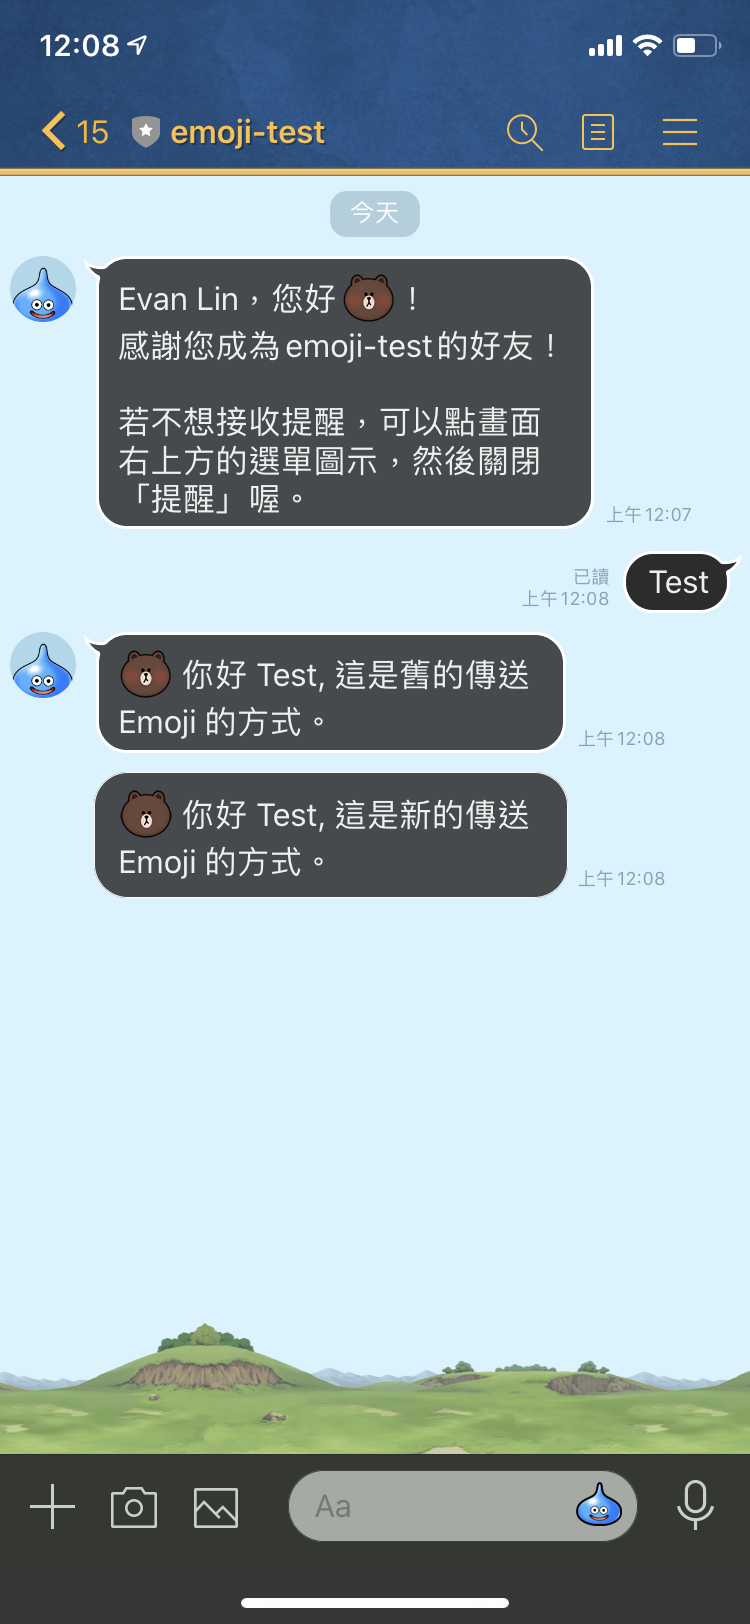 12:08
15 emoji-test
今天
Evan Lin，您好！
感謝您成為emoji-test的好友！
若不想接收提醒，可以點畫面
右上方的選單圖示，然後關閉
「提醒」喔。
上午12:07
已讀
上午12:08
Test
你好 Test, 這是舊的傳送
Emoji 的方式。
上午12:08
你好 Test, 這是新的傳送
Emoji 的方式。
上午12:08
Aa